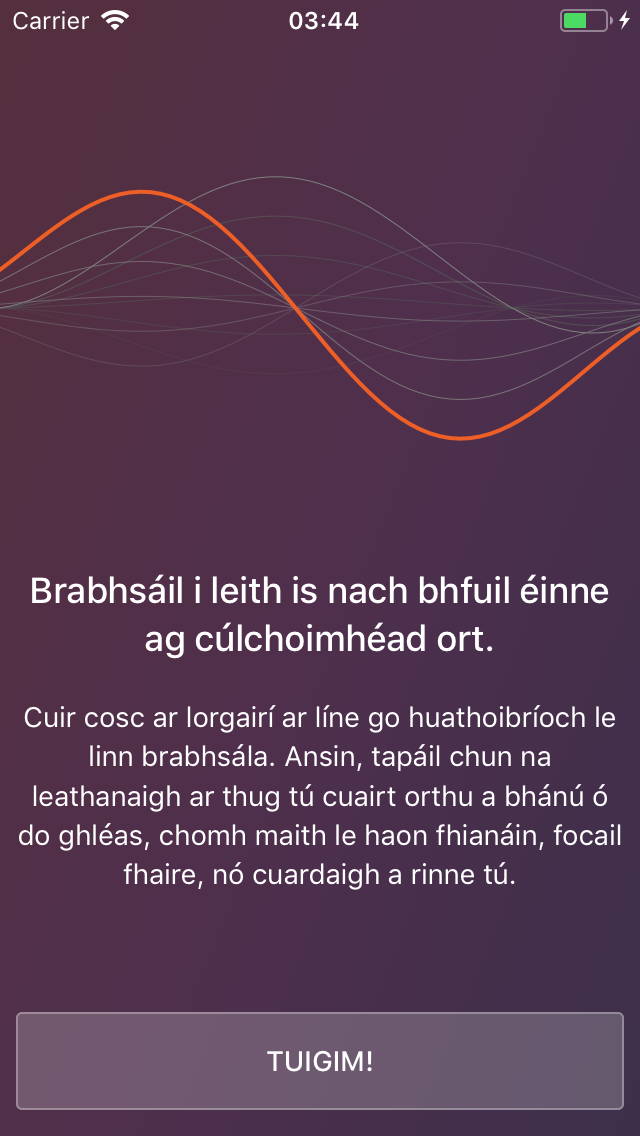 Carrier 03:44
Brabhsáil i leith is nach bhfuil éinne
ag cúlchoimhéad ort.
Cuir cosc ar lorgairí ar líne go huathoibríoch le
linn brabhsála. Ansin, tapáil chun na
leathanaigh ar thug tú cuairt orthu a bhánú ó
do ghléas, chomh maith le haon fhianáin, focail
fhaire, nó cuardaigh a rinne tú.
TUIGIM!